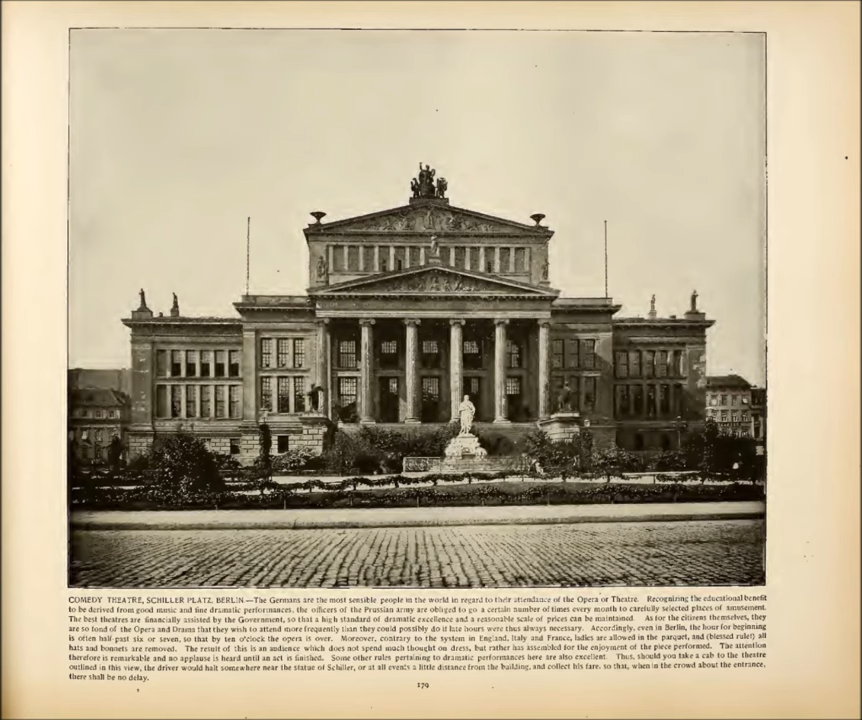 COMEDY THEATRE, SCHILLER PLATZ, BERLIN.—The Germans are the most sensible people in the world in regard to their attendance of the Opera or Theatre. Recognizing the educational benefit
to be derived from good music and fine dramatic performances, the officers of the Prussian army are obliged to go a certain number of times every month to carefully selected places of amusement.
The best theatres are financially assisted by the Government, so that a high standard of dramatic excellence and a reasonable scale of prices can be maintained. As for the citizens themselves, they
are so fond of the Opera and Drama that they wish to attend more frequently than they could possibly do if late hours were thus always necessary. Accordingly, even in Berlin, the hour for beginning
is often half-past six or seven, so that by ten o'clock the opera is over. Moreover, contrary to the system in England, Italy and France, ladies are allowed in the parquet, and (blessed rule!) all
hats and bonnets are removed. The result of this is an audience which does not spend much thought on dress, but rather has assembled for the enjoyment of the piece performed. The attention
therefore is remarkable and no applause is heard until an act is finished. Some other rules pertaining to dramatic performances here are also excellent. Thus, should you take a cab to the theatre
outlined in this view, the driver would halt somewhere near the statue of Schiller, or at all events a little distance from the building, and collect his fare, so that, when in the crowd about the entrance,
there shall be no delay.
179